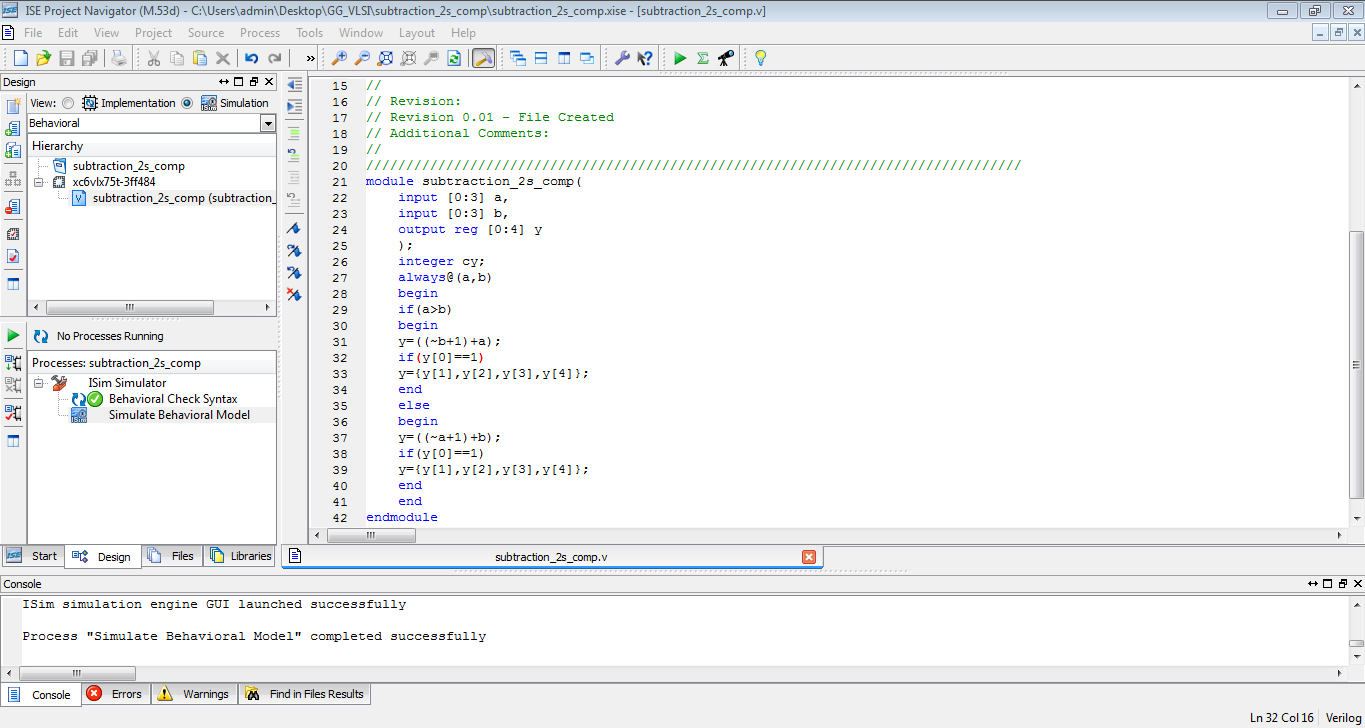 ISE Project Navigator (M.53d) - C:\Users\admin\Desktop\GG_VLSI\subtraction_2s_comp\subtraction_2s_comp.xise - [subtraction_2s_comp.v]
File Edit View Project Source Process Tools Window Layout Help
Design
View: Implementation Simulation
Behavioral
Hierarchy
subtraction_2s_comp
xc6vlx75t-3ff484
subtraction_2s_comp (subtraction_
No Processes Running
Processes: subtraction_2s_comp
ISim Simulator
Behavioral Check Syntax
Simulate Behavioral Model
Start Design Files Libraries
15 //
16 // Revision:
17 // Revision 0.01 - File Created
18 // Additional Comments:
19 //
20 //////////////////////////////////////////////////////////////////////////////////
21 module subtraction_2s_comp(
22 input [0:3] a,
23 input [0:3] b,
24 output reg [0:4] y
25 );
26 integer cy;
27 always@(a,b)
28 begin
29 if(a>b)
30 begin
31 y=((~b+1)+a);
32 if(y[0]==1)
33 y={y[1],y[2],y[3],y[4]};
34 end
35 else
36 begin
37 y=((~a+1)+b);
38 if(y[0]==1)
39 y={y[1],y[2],y[3],y[4]};
40 end
41 end
42 endmodule
subtraction_2s_comp.v
Console
ISim simulation engine GUI launched successfully
Process "Simulate Behavioral Model" completed successfully
Console Errors Warnings Find in Files Results
Ln 32 Col 16 Verilog